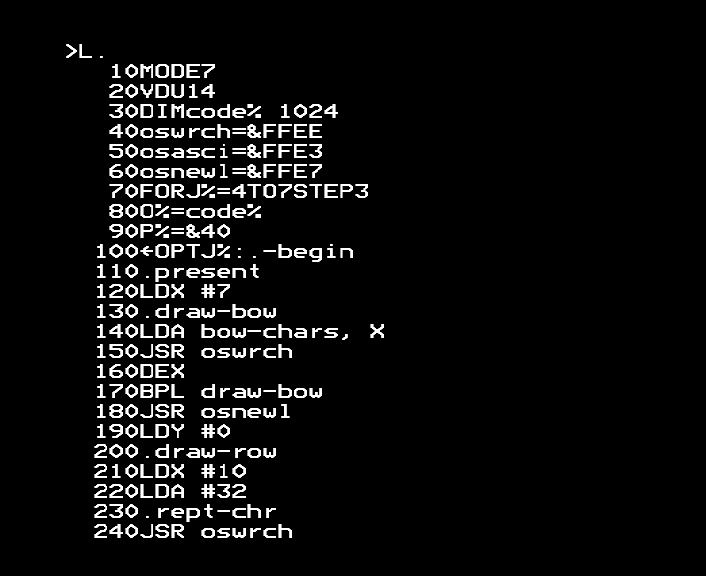 >L.
10MODE7
20VDU14
30DIMcode% 1024
40oswrch=&FFEE
50osasci=&FFE3
60osnewl=&FFE7
70FORJ%=4TO7STEP3
80O%=code%
90P%=&40
100←OPTJ%:.-begin
110.present
120LDX #7
130.draw-bow
140LDA bow-chars, X
150JSR oswrch
160DEX
170BPL draw-bow
180JSR osnewl
190LDY #0
200.draw-row
210LDX #10
220LDA #32
230.rept-chr
240JSR oswrch